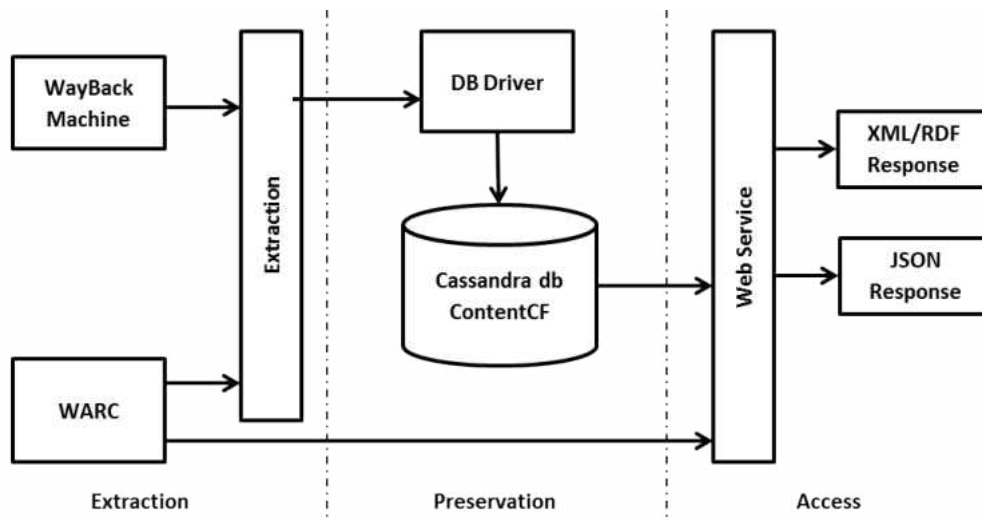 WayBack
Machine
Extraction
DB Driver
Cassandra db
ContentCF
Web Service
XML/RDF
Response
JSON
Response
WARC
Extraction
Preservation
Access